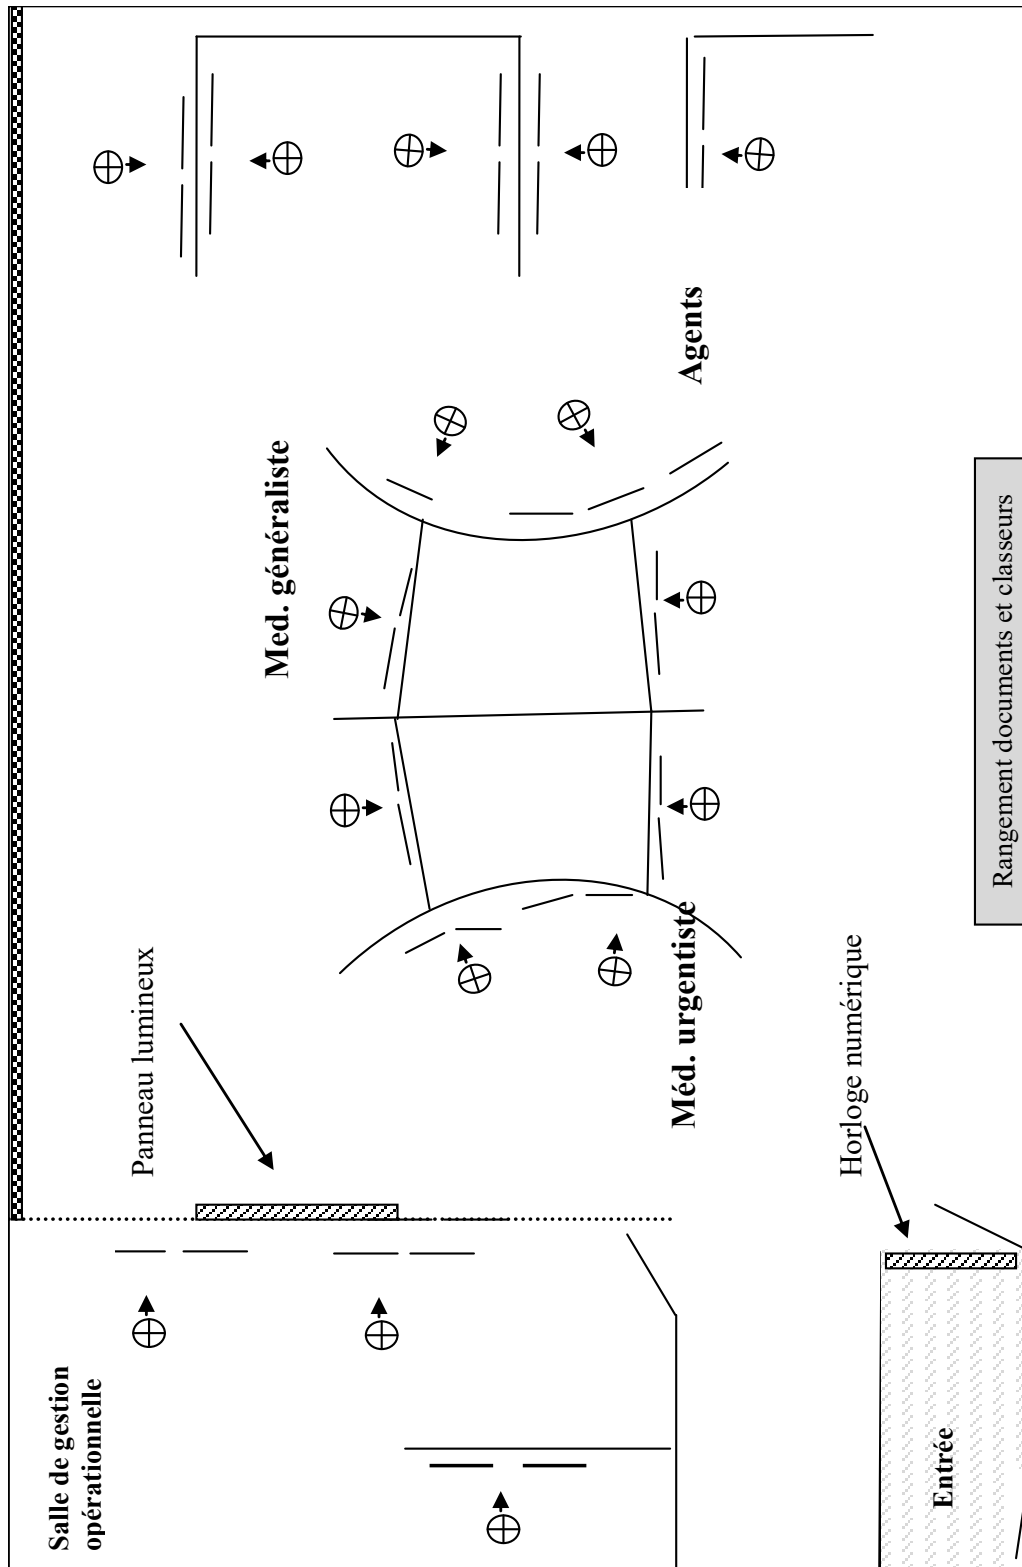 Salle de gestion
opérationnelle
Panneau lumineux
Med. généraliste
Méd. urgentiste
Agents
Horloge numérique
Entrée
Rangement documents et classeurs